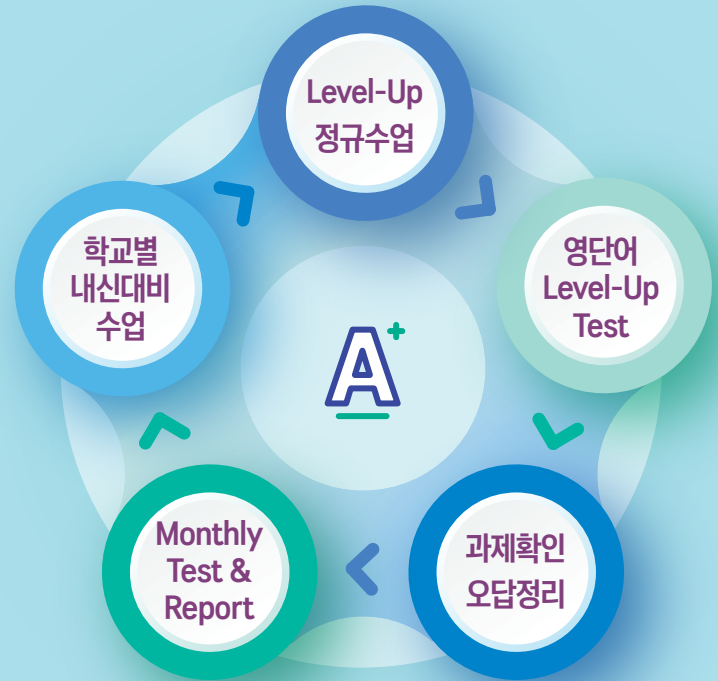 Level-Up
정규수업
영단어
Level-Up
Test
과제확인
오답정리
Monthly
Test &
Report
학교별
내신대비
수업
A+